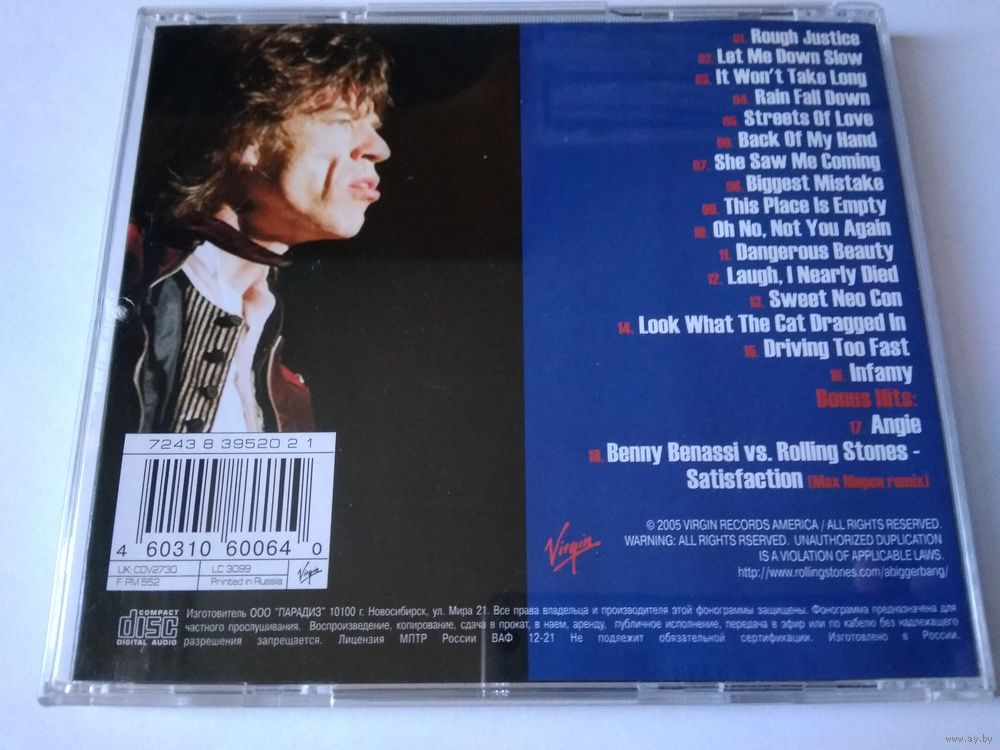 01. Rough Justice
02. Let Me Down Slow
03. It Won't Take Long
04. Rain Fall Down
05. Streets Of Love
06. Back Of My Hand
07. She Saw Me Coming
08. Biggest Mistake
09. This Place Is Empty
10. Oh No, Not You Again
11. Dangerous Beauty
12. Laugh, I Nearly Died
13. Sweet Neo Con
14. Look What The Cat Dragged In
15. Driving Too Fast
16. Infamy
Bonus Hits:
17. Angie
18. Benny Benassi vs. Rolling Stones -
Satisfaction (Max Niepce remix)
Virgin
© 2005 VIRGIN RECORDS AMERICA / ALL RIGHTS RESERVED.
WARNING: ALL RIGHTS RSERVED. UNAUTHORIZED DUPLICATION
IS A VIOLATION OF APPLICABLE LAWS.
http://www.rollingstones.com/abiggerbang/
7243 8 39520 2 1
4 60310 60064 0
UK: CDV2730 LC 3099
F: PM 552 Printed in Russia Virgin
COMPACT
disc
DIGITAL AUDIO
Изготовитель ООО "ПАРАДИЗ" 10100 г. Новосибирск, ул. Мира 21. Все права владельца и производителя этой фонограммы защищены. Фонограмма предназначена для
частного прослушивания. Воспроизведение, копирование, сдача в прокат, в наем, аренду, публичное исполнение, передача в эфир или по кабелю без надлежащего
разрешения запрещается. Лицензия МПТР России ВАФ 12-21 Не подлежит обязательной сертификации. Изготовлено в России.
www.ay.by